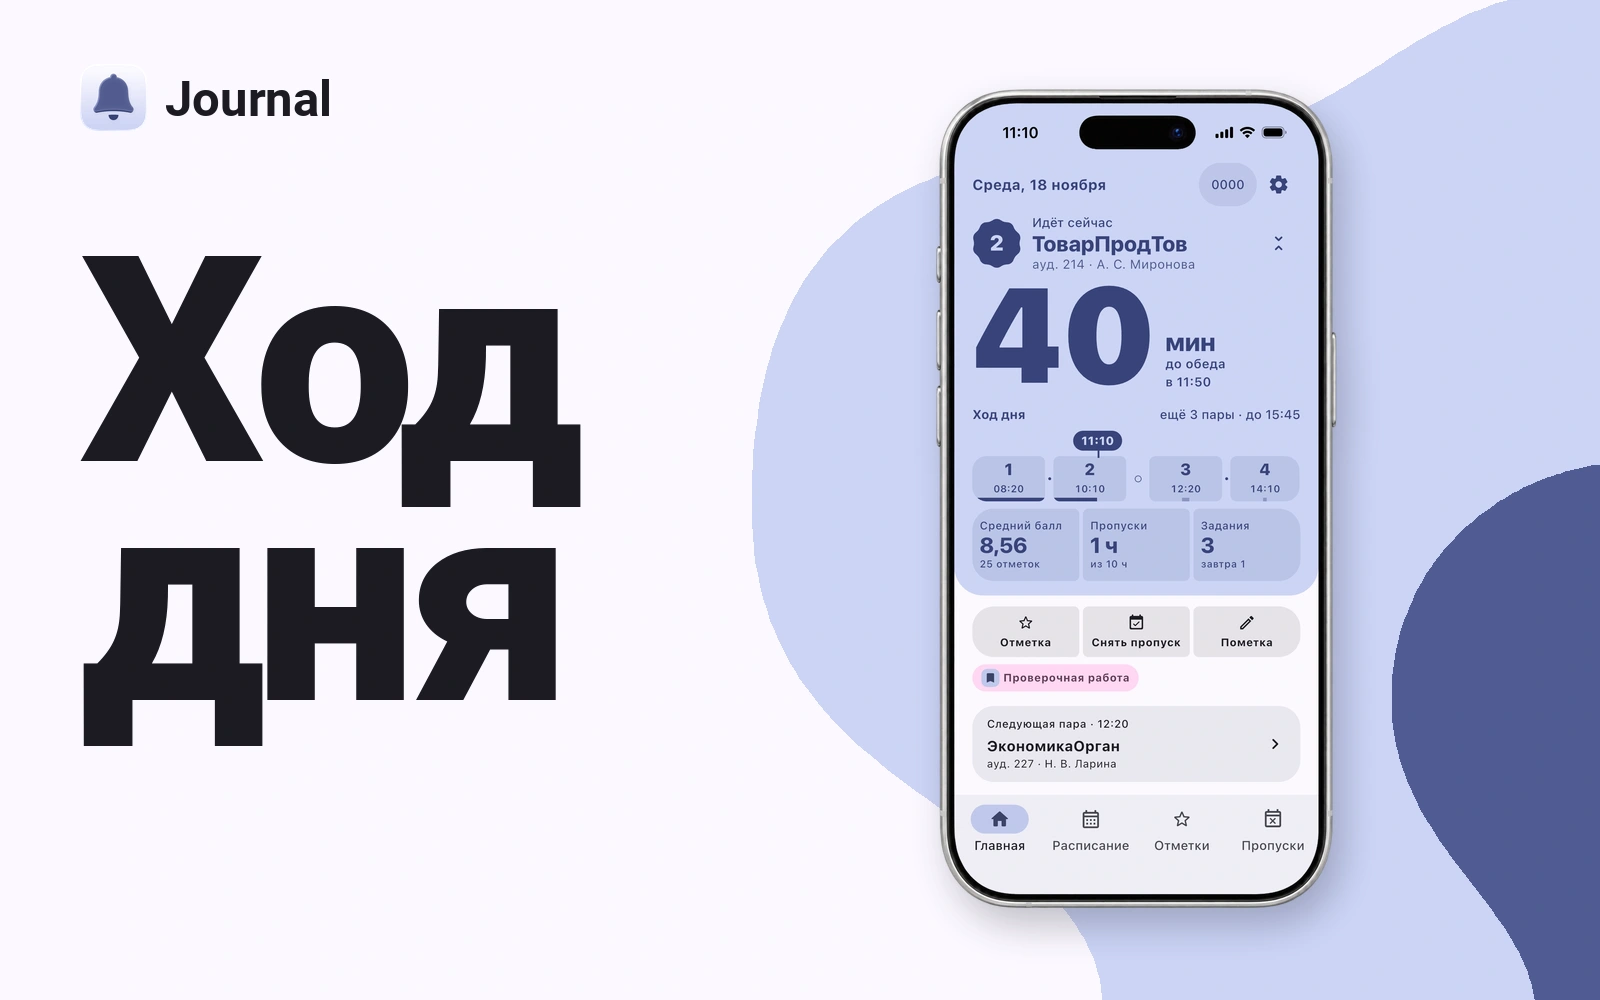 Journal
Ход
дня
11:10
Среда, 18 ноября
0000
2
Идёт сейчас
ТоварПродТов
ауд. 214 · А. С. Миронова
40
мин
до обеда
в 11:50
Ход дня
ещё 3 пары · до 15:45
11:10
1
2
3
4
08:20
10:10
12:20
14:10
Средний балл
8,56
25 отметок
Пропуски
1 ч
из 10 ч
Задания
3
завтра 1
Отметка
Снять пропуск
Пометка
Проверочная работа
Следующая пара · 12:20
ЭкономикаОрган
ауд. 227 · Н. В. Ларина
Главная
Расписание
Отметки
Пропуски